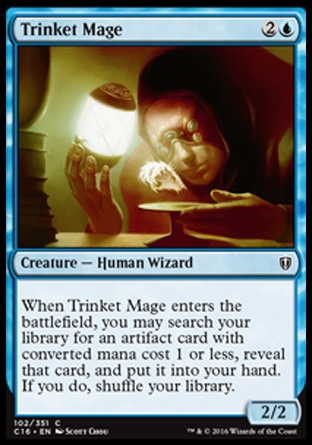 Trinket Mage 2
Creature — Human Wizard
When Trinket Mage enters the
battlefield, you may search your
library for an artifact card with
converted mana cost 1 or less, reveal
that card, and put it into your hand.
If you do, shuffle your library.
2/2
102/351 C
C16 • EN Scott Chou
™ & © 2016 Wizards of the Coast